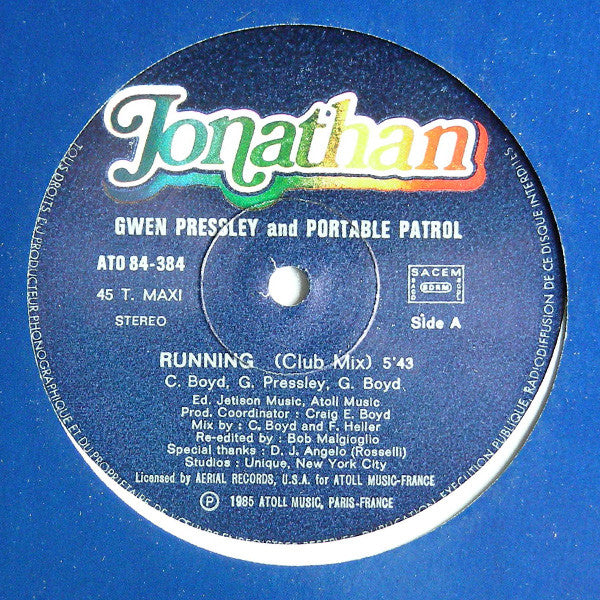 Jonathan
GWEN PRESSLEY and PORTABLE PATROL
ATO 84-384
45 T. MAXI
STEREO
SACEM
SDRM
Side A
RUNNING (Club Mix) 5'43
C. Boyd, G. Pressley, G. Boyd
Ed. Jetison Music, Atoll Music
Prod. Coordinator : Craig E. Boyd
Mix by : C. Boyd and F. Heller
Re-edited by : Bob Malgioglio
Special thanks : D. J. Angelo (Rosselli)
Studios : Unique, New York City
Licensed by AERIAL RECORDS, U.S.A. for ATOLL MUSIC-FRANCE
Ⓟ 1985 ATOLL MUSIC, PARIS-FRANCE
TOUS DROITS DU PRODUCTEUR PHONOGRAPHIQUE ET DU PROPRIETAIRE DE EXECUTION PUBLIQUE, RADIODIFFUSION DE CE DISQUE INTERDITES